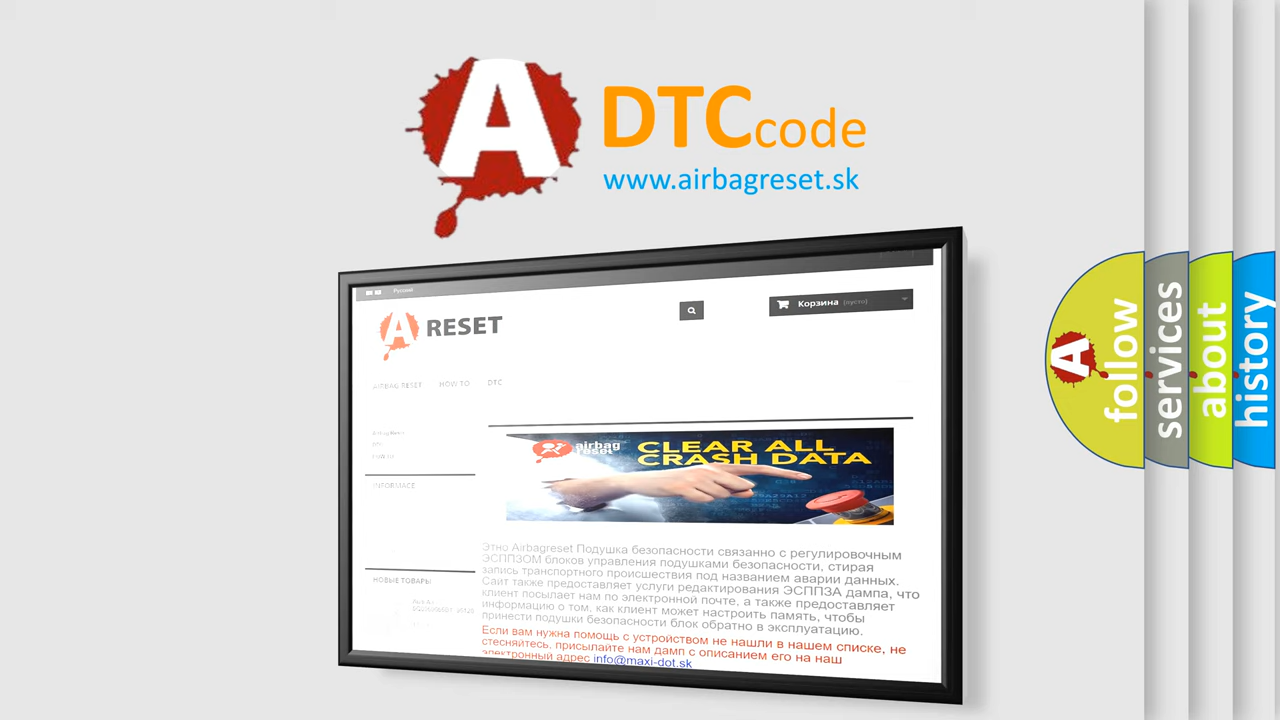 A
DTC code
www.airbagreset.sk
Русский
A RESET
Корзина (пусто)
AIRBAG RESET HOW TO DTC
INFORMACE
airbag
reset
CLEAR ALL
CRASH DATA
Этно Airbagreset Подушка безопасности связанно с регулировочным
ЭСППЗОМ блоков управления подушками безопасности, стирая
запись транспортного происшествия под названием аварии данных.
Сайт также предоставляет услуги редактирования ЭСППЗА дампа, что
клиент посылает нам по электронной почте, а также предоставляет
информацию о том, как клиент может настроить память, чтобы
принести подушки безопасности блок обратно в эксплуатацию.
Если вам нужна помощь с устройством не нашли в нашем списке, не
стесняйтесь, присылайте нам дамп с описанием его на наш
электронный адрес info@maxi-dot.sk
НОВЫЕ ТОВАРЫ
A
follow
services
about
history